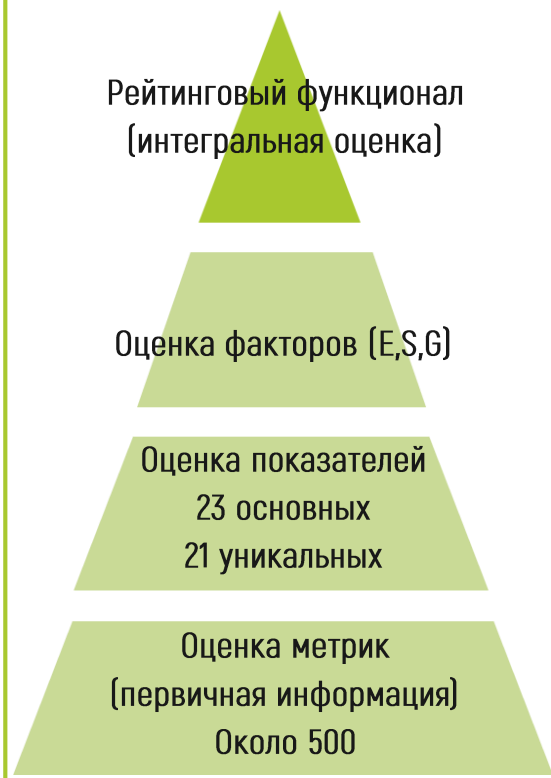 Рейтинговый функционал
(интегральная оценка)
Оценка факторов (E,S,G)
Оценка показателей
23 основных
21 уникальных
Оценка метрик
(первичная информация)
Около 500